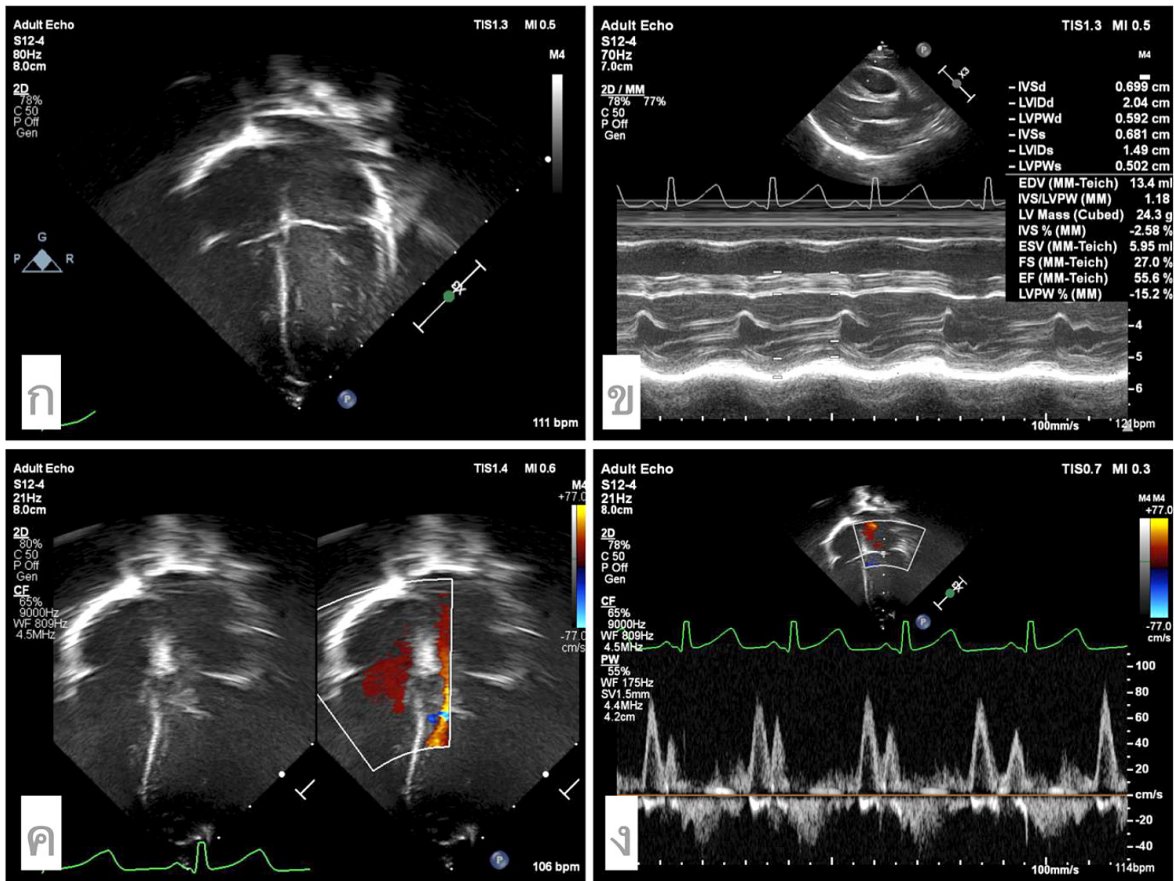 Adult Echo
TIS1.3 MI 0.5
S12-4
80Hz
8.0cm
M4
2D
78%
C 50
P Off
Gen
G
P R
X3
P
ก
111 bpm
Adult Echo
TIS1.3 MI 0.5
S12-4
70Hz
7.0cm
M4
P
X3
2D / MM
78% 77%
C 50
P Off
Gen
IVSd 0.699 cm
LVIDd 2.04 cm
LVPWd 0.592 cm
IVSs 0.681 cm
LVIDs 1.49 cm
LVPWs 0.502 cm
EDV (MM-Teich) 13.4 ml
IVS/LVPW (MM) 1.18
LV Mass (Cubed) 24.3 g
IVS % (MM) -2.58 %
ESV (MM-Teich) 5.95 ml
FS (MM-Teich) 27.0 %
EF (MM-Teich) 55.6 %
LVPW % (MM) -15.2 %
-4
-5
-6
ข
100mm/s
121bpm
Adult Echo
TIS1.4 MI 0.6
S12-4
21Hz
8.0cm
M4
+77.0
2D
80%
C 50
P Off
Gen
CF
65%
9000Hz
WF 809Hz
4.5MHz
-77.0
cm/s
ค
P
106 bpm
Adult Echo
TIS0.7 MI 0.3
S12-4
21Hz
8.0cm
M4 M4
+77.0
2D
78%
C 50
P Off
Gen
P
CF
65%
9000Hz
WF 809Hz
4.5MHz
-77.0
cm/s
PW
55%
WF 175Hz
SV1.5mm
4.4MHz
4.2cm
100
80
60
40
20
cm/s
-20
-40
ง
100mm/s
114bpm